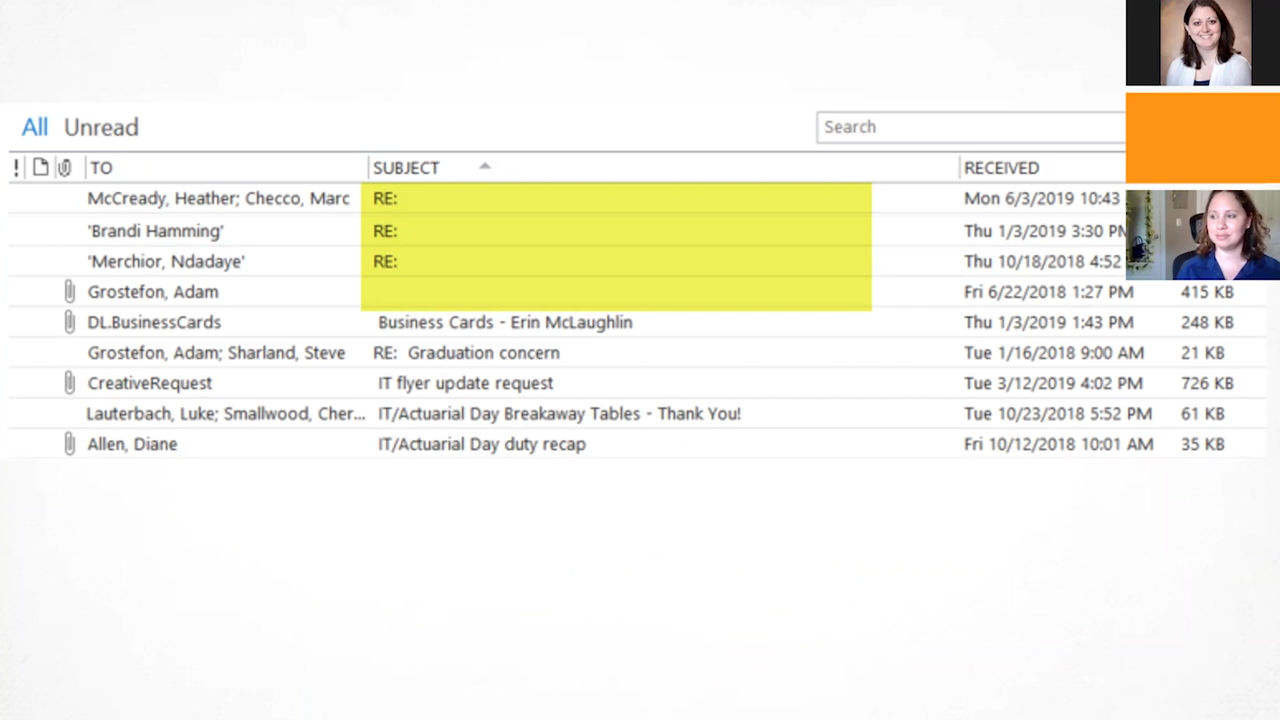 All Unread Search
! TO SUBJECT RECEIVED
McCready, Heather; Checco, Marc RE: Mon 6/3/2019 10:43
'Brandi Hamming' RE: Thu 1/3/2019 3:30 PM
'Merchior, Ndadaye' RE: Thu 10/18/2018 4:52
Grostefon, Adam Fri 6/22/2018 1:27 PM 415 KB
DL.BusinessCards Business Cards - Erin McLaughlin Thu 1/3/2019 1:43 PM 248 KB
Grostefon, Adam; Sharland, Steve RE: Graduation concern Tue 1/16/2018 9:00 AM 21 KB
CreativeRequest IT flyer update request Tue 3/12/2019 4:02 PM 726 KB
Lauterbach, Luke; Smallwood, Cher... IT/Actuarial Day Breakaway Tables - Thank You! Tue 10/23/2018 5:52 PM 61 KB
Allen, Diane IT/Actuarial Day duty recap Fri 10/12/2018 10:01 AM 35 KB